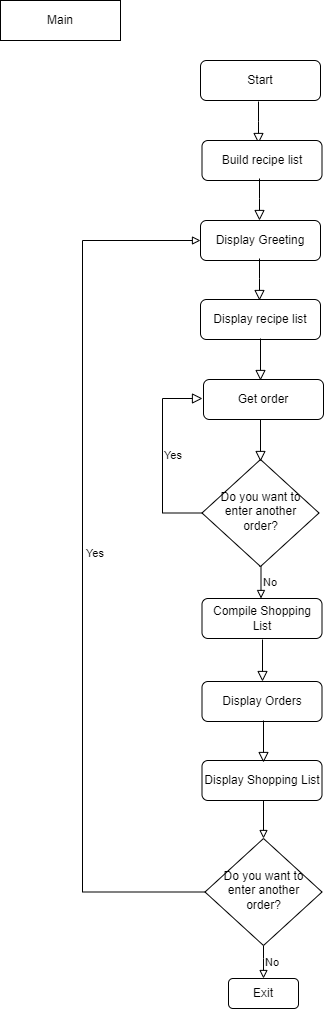 Main
Start
Build recipe list
Display Greeting
Display recipe list
Get order
Yes
Do you want to
enter another
order?
Yes
No
Compile Shopping
List
Display Orders
Display Shopping List
Do you want to
enter another
order?
No
Exit